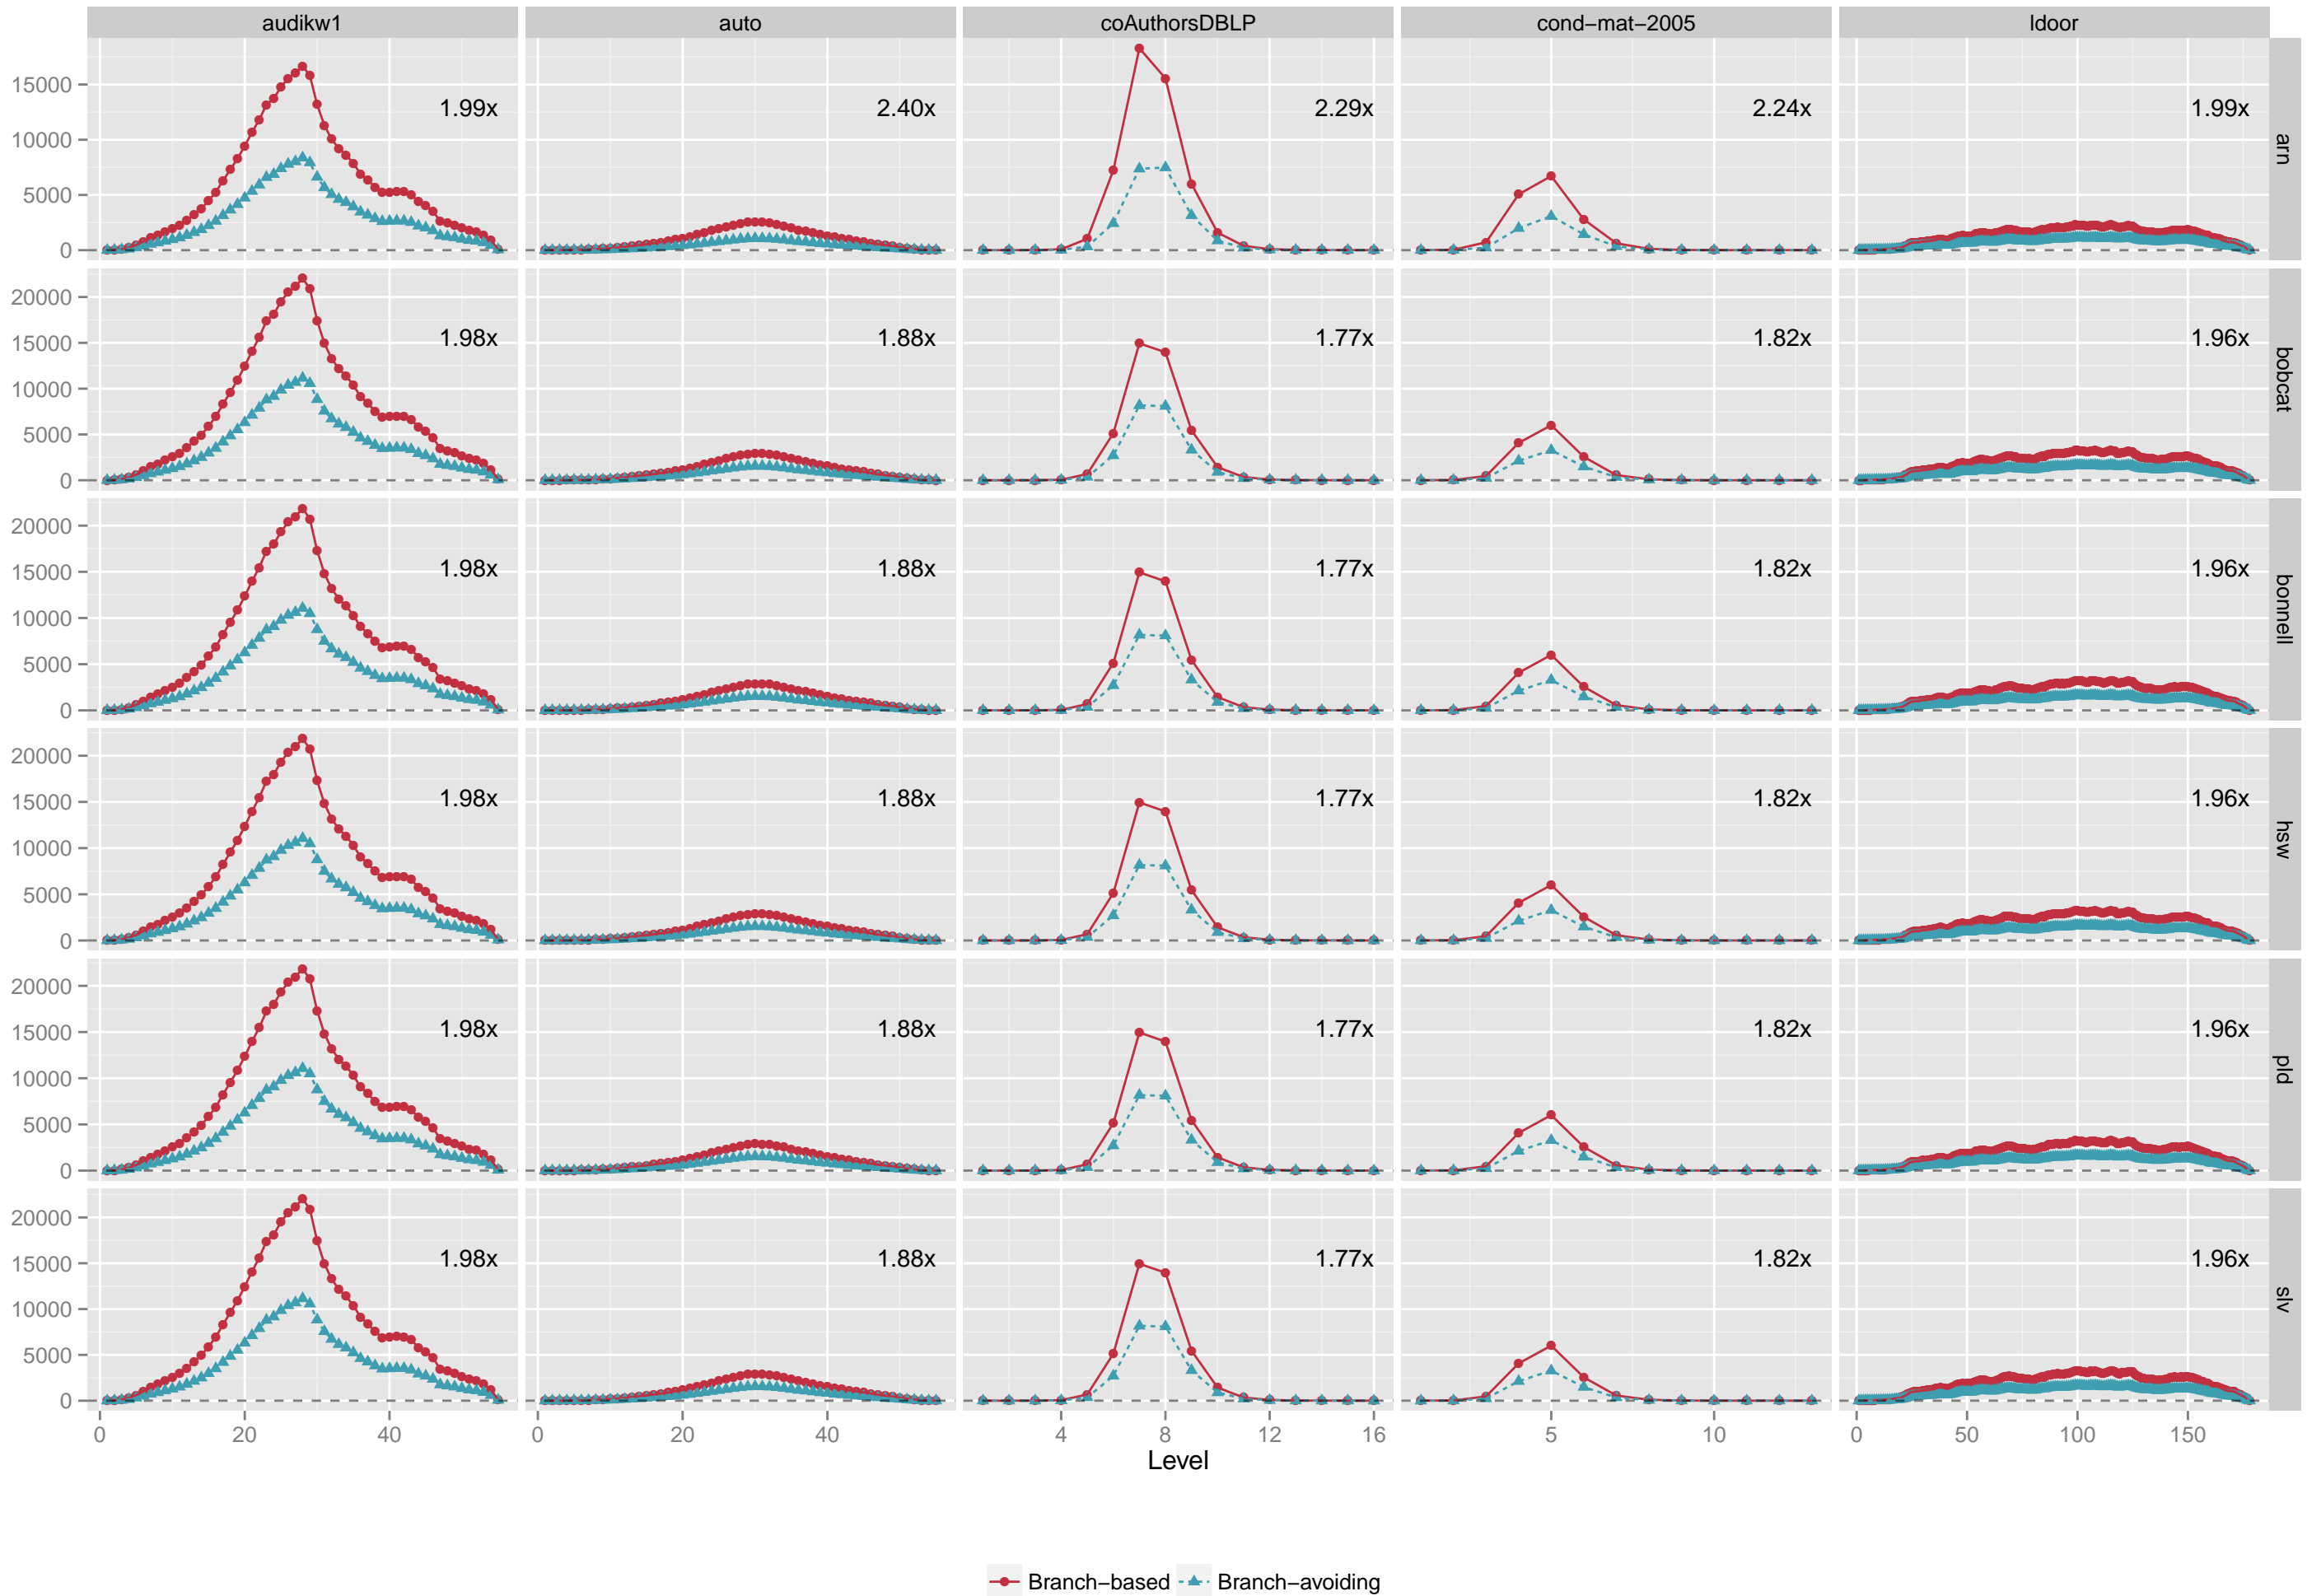 audikw1 auto coAuthorsDBLP cond−mat−2005 ldoor
15000
10000
5000
0
1.99x 2.40x 2.29x 2.24x 1.99x
arn
20000
15000
10000
5000
0
1.98x 1.88x 1.77x 1.82x 1.96x
bobcat
20000
15000
10000
5000
0
1.98x 1.88x 1.77x 1.82x 1.96x
bonnell
20000
15000
10000
5000
0
1.98x 1.88x 1.77x 1.82x 1.96x
hsw
20000
15000
10000
5000
0
1.98x 1.88x 1.77x 1.82x 1.96x
pld
20000
15000
10000
5000
0
1.98x 1.88x 1.77x 1.82x 1.96x
slv
0 20 40 0 20 40 4 8 12 16 5 10 0 50 100 150
Level
Branch−based Branch−avoiding